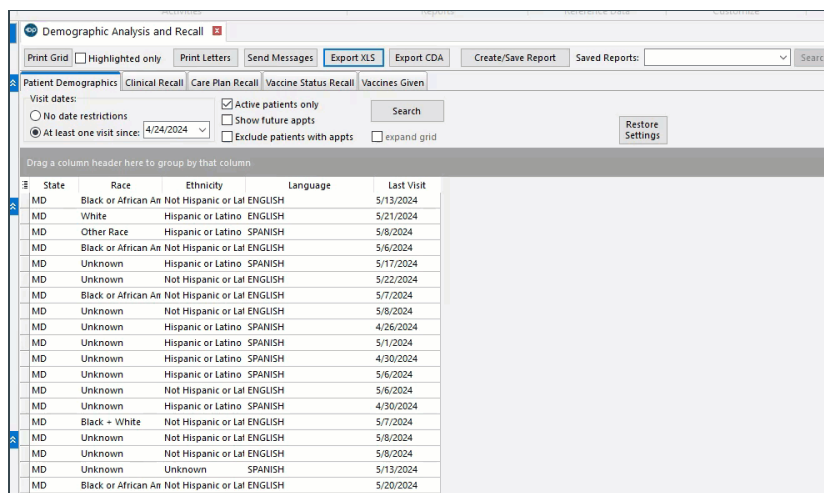 Activities Reports Reference Data Customize
Demographic Analysis and Recall
Print Grid Highlighted only Print Letters Send Messages Export XLS Export CDA Create/Save Report Saved Reports: Searc
Patient Demographics Clinical Recall Care Plan Recall Vaccine Status Recall Vaccines Given
Visit dates:
No date restrictions
At least one visit since: 4/24/2024
Active patients only
Show future appts
Exclude patients with appts
Search
expand grid
Restore
Settings
Drag a column header here to group by that column
State Race Ethnicity Language Last Visit
MD Black or African Am Not Hispanic or Lat ENGLISH 5/13/2024
MD White Hispanic or Latino ENGLISH 5/21/2024
MD Other Race Hispanic or Latino SPANISH 5/8/2024
MD Black or African Am Not Hispanic or Lat ENGLISH 5/6/2024
MD Unknown Hispanic or Latino SPANISH 5/17/2024
MD Unknown Not Hispanic or Lat ENGLISH 5/22/2024
MD Black or African Am Not Hispanic or Lat ENGLISH 5/7/2024
MD Unknown Not Hispanic or Lat ENGLISH 5/8/2024
MD Unknown Hispanic or Latino SPANISH 4/26/2024
MD Unknown Hispanic or Latino SPANISH 5/1/2024
MD Unknown Hispanic or Latino SPANISH 4/30/2024
MD Unknown Hispanic or Latino SPANISH 5/6/2024
MD Unknown Not Hispanic or Lat ENGLISH 5/6/2024
MD Unknown Hispanic or Latino SPANISH 4/30/2024
MD Black + White Not Hispanic or Lat ENGLISH 5/7/2024
MD Unknown Not Hispanic or Lat ENGLISH 5/8/2024
MD Unknown Not Hispanic or Lat ENGLISH 5/8/2024
MD Unknown Unknown SPANISH 5/13/2024
MD Black or African Am Not Hispanic or Lat ENGLISH 5/20/2024